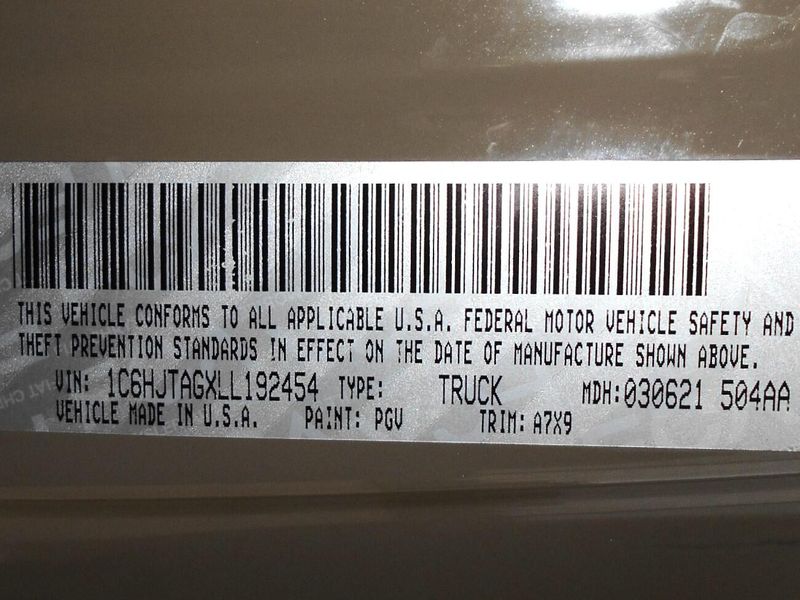 THIS VEHICLE CONFORMS TO ALL APPLICABLE U.S.A. FEDERAL MOTOR VEHICLE SAFETY AND
THEFT PREVENTION STANDARDS IN EFFECT ON THE DATE OF MANUFACTURE SHOWN ABOVE.
VIN: 1C6HJTAGXLL192454 TYPE: TRUCK MDH: 030621 504AA
VEHICLE MADE IN U.S.A. PAINT: PGV TRIM: A7X9